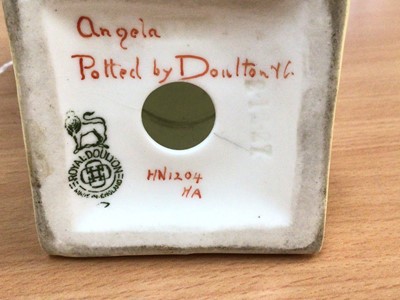 Angela
Potted by Doulton & Co.
ROYAL DOULTON
MADE IN ENGLAND
HN1204
HA